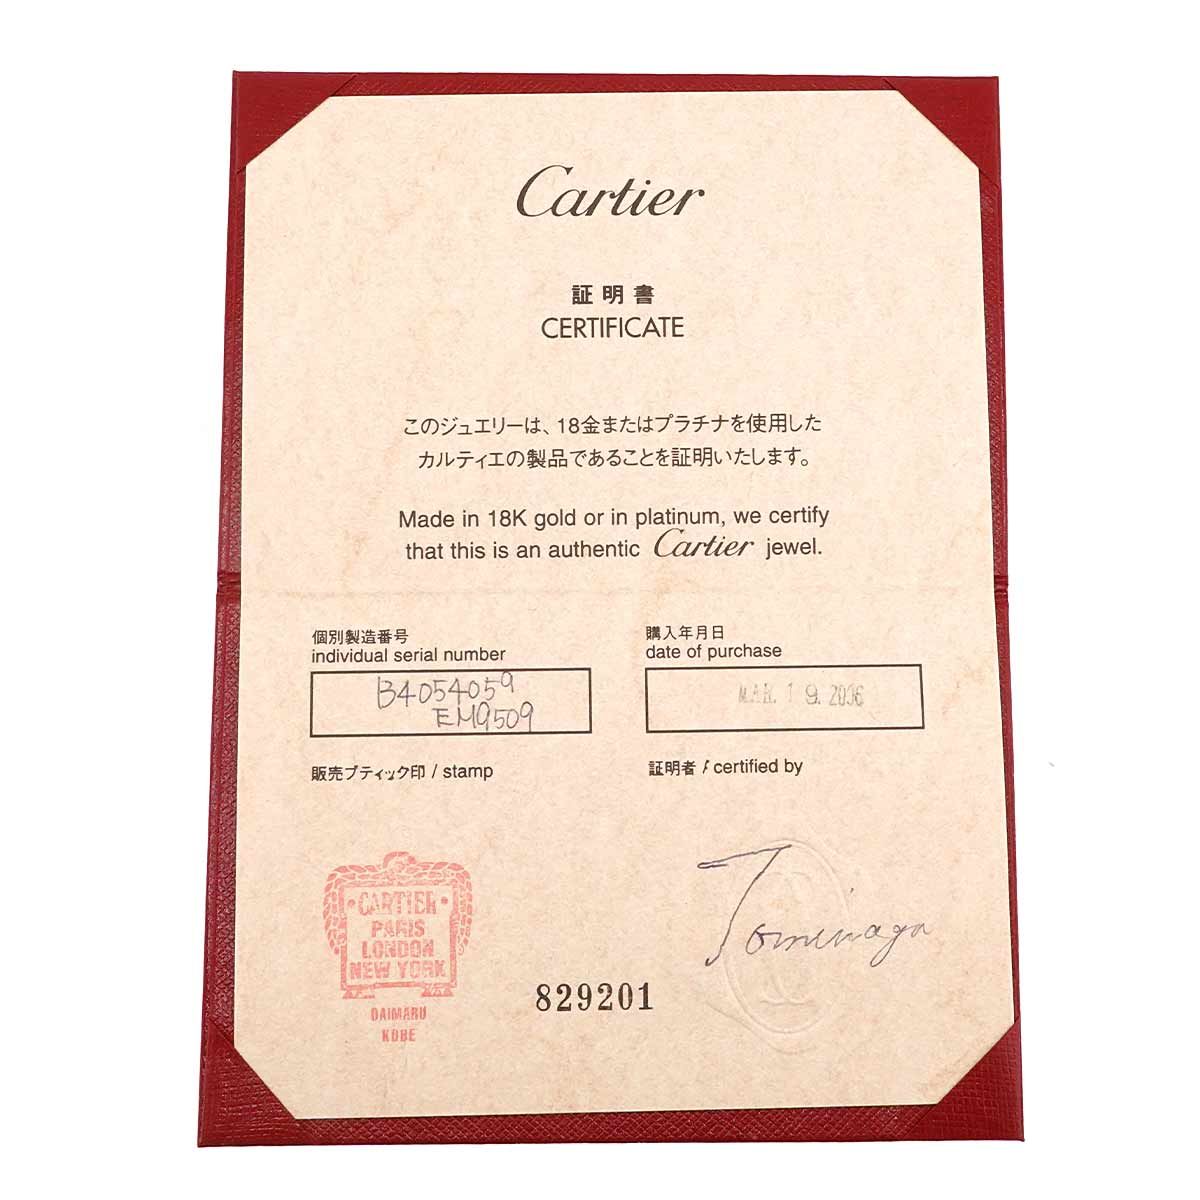 Cartier
証明書
CERTIFICATE
このジュエリーは、18金またはプラチナを使用した
カルティエの製品であることを証明いたします。
Made in 18K gold or in platinum, we certify
that this is an authentic Cartier jewel.
個別製造番号
individual serial number
B4054059
EM9509
購入年月日
date of purchase
MAR. 19. 2006
販売ブティック印 / stamp
証明者 / certified by
·CARTIER·
PARIS
LONDON
NEW YORK
DAIMARU
KOBE
829201
Tominaga